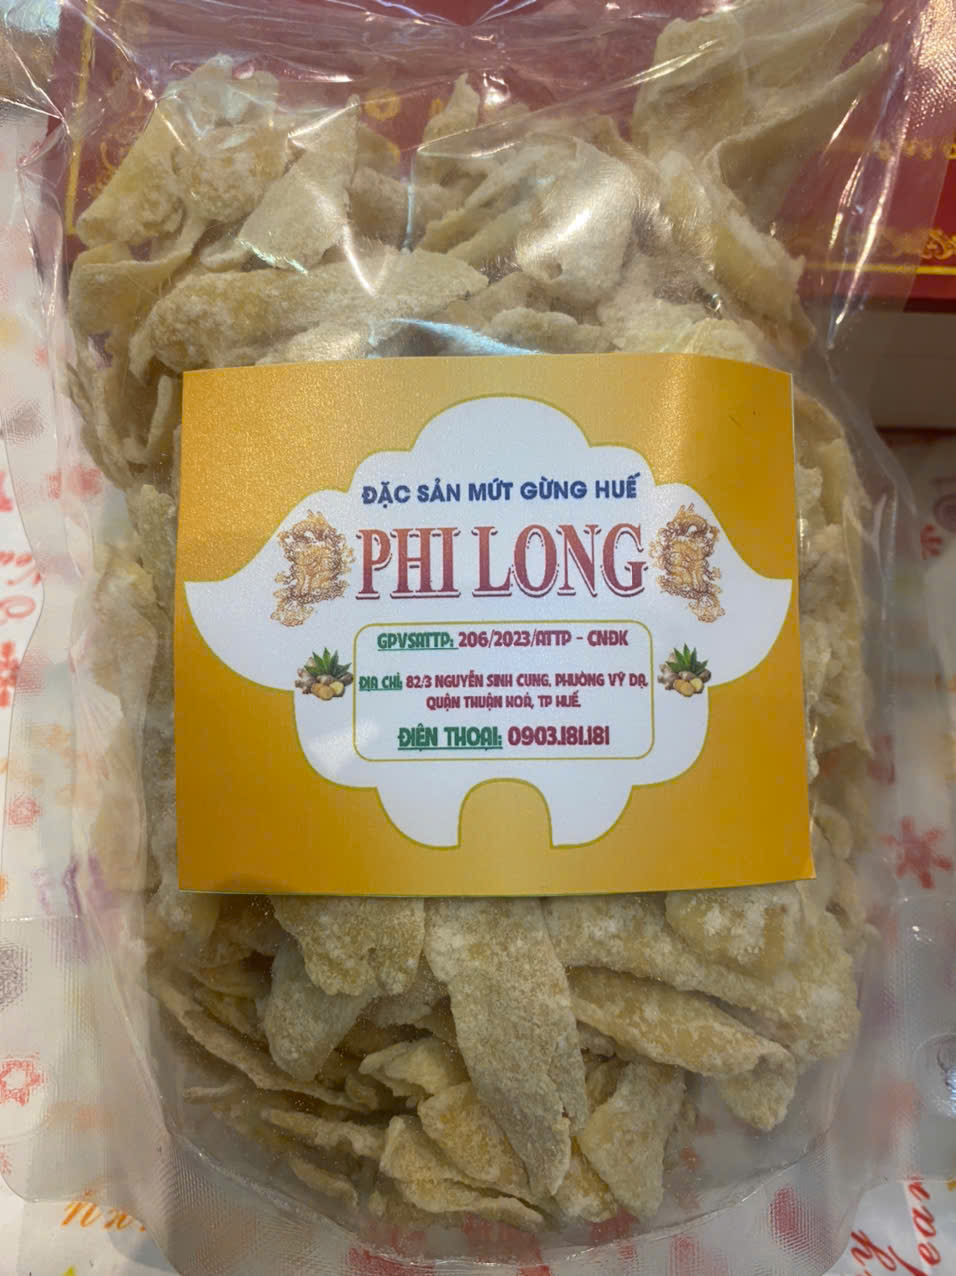 ĐẶC SẢN MỨT GỪNG HUẾ
PHI LONG
GPVSATTP: 206/2023/ATTP - CNĐK
ĐỊA CHỈ: 82/3 NGUYỄN SINH CUNG, PHƯỜNG VỸ DẠ,
QUẬN THUẬN HOÁ, TP HUẾ.
ĐIỆN THOẠI: 0903.181.181